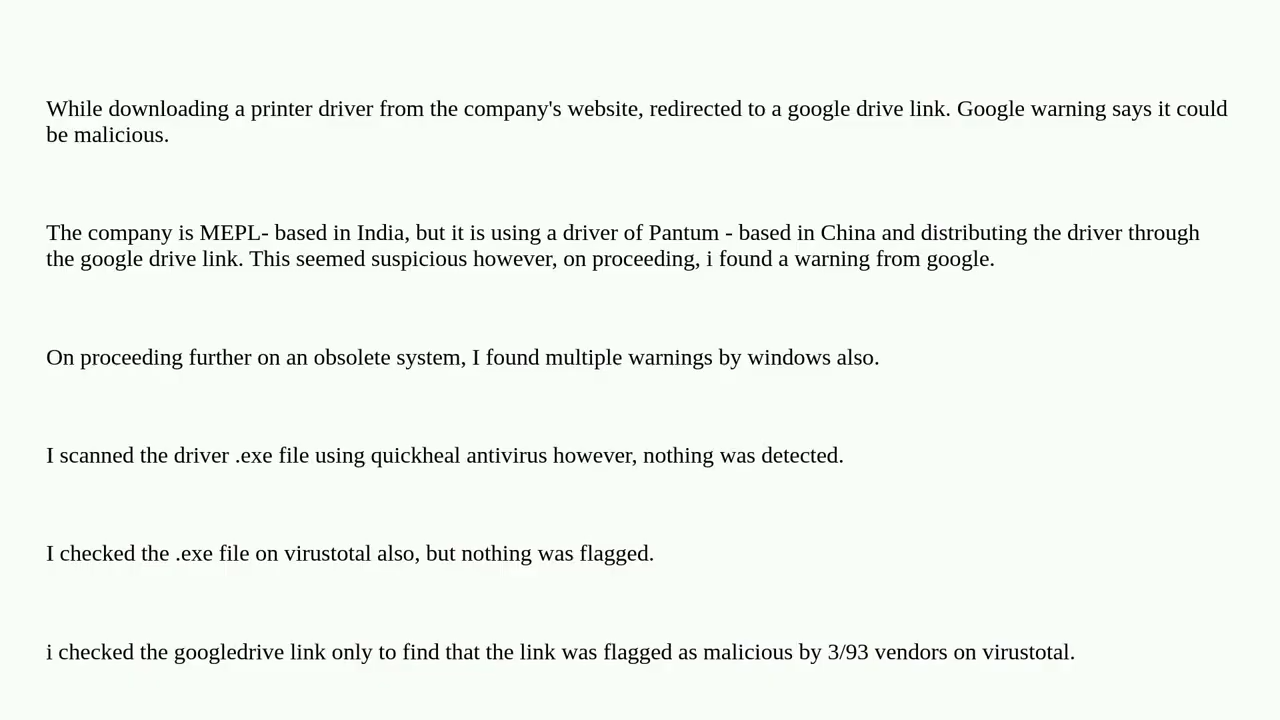 While downloading a printer driver from the company's website, redirected to a google drive link. Google warning says it could
be malicious.
The company is MEPL- based in India, but it is using a driver of Pantum - based in China and distributing the driver through
the google drive link. This seemed suspicious however, on proceeding, i found a warning from google.
On proceeding further on an obsolete system, I found multiple warnings by windows also.
I scanned the driver .exe file using quickheal antivirus however, nothing was detected.
I checked the .exe file on virustotal also, but nothing was flagged.
i checked the googledrive link only to find that the link was flagged as malicious by 3/93 vendors on virustotal.